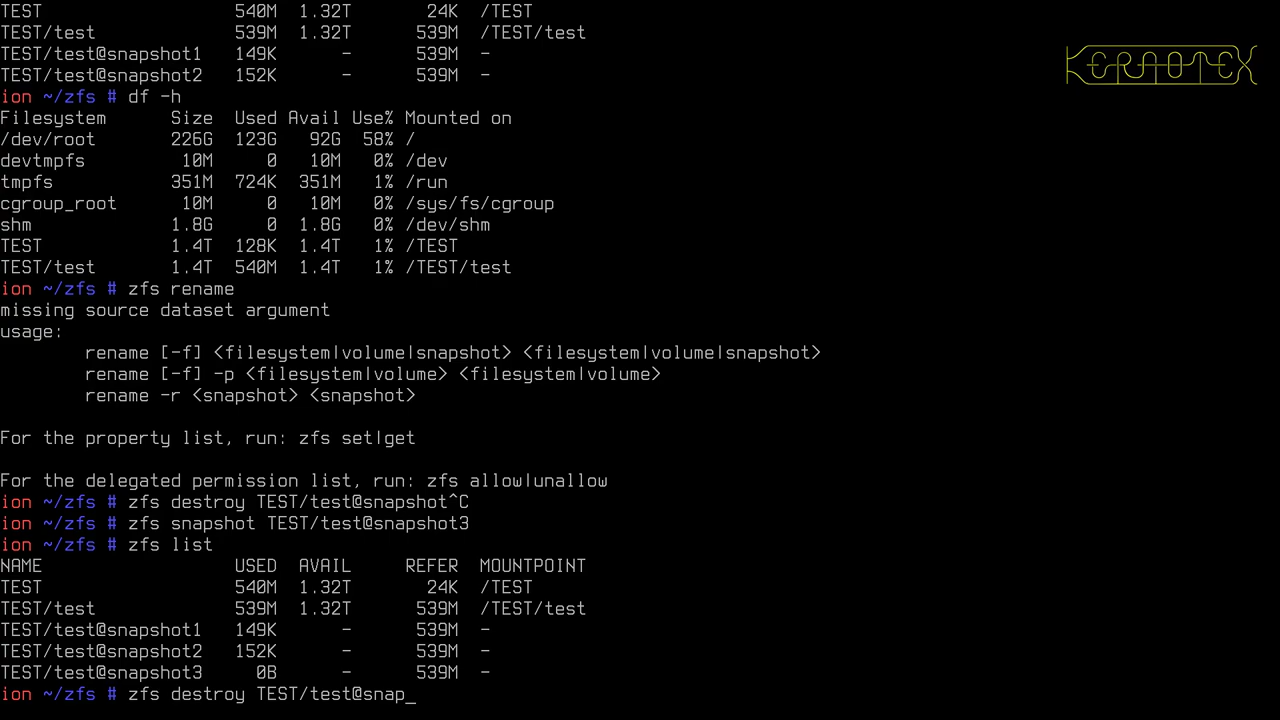 TEST                  540M  1.32T       24K  /TEST
TEST/test             539M  1.32T      539M  /TEST/test
TEST/test@snapshot1   149K      -      539M  -
TEST/test@snapshot2   152K      -      539M  -
ion ~/zfs # df -h
Filesystem      Size  Used Avail Use% Mounted on
/dev/root       226G  123G   92G  58% /
devtmpfs         10M     0   10M   0% /dev
tmpfs           351M  724K  351M   1% /run
cgroup_root      10M     0   10M   0% /sys/fs/cgroup
shm             1.8G     0  1.8G   0% /dev/shm
TEST            1.4T  128K  1.4T   1% /TEST
TEST/test       1.4T  540M  1.4T   1% /TEST/test
ion ~/zfs # zfs rename
missing source dataset argument
usage:
        rename [-f] <filesystem|volume|snapshot> <filesystem|volume|snapshot>
        rename [-f] -p <filesystem|volume> <filesystem|volume>
        rename -r <snapshot> <snapshot>
For the property list, run: zfs set|get
For the delegated permission list, run: zfs allow|unallow
ion ~/zfs # zfs destroy TEST/test@snapshot^C
ion ~/zfs # zfs snapshot TEST/test@snapshot3
ion ~/zfs # zfs list
NAME                  USED  AVAIL     REFER  MOUNTPOINT
TEST                  540M  1.32T       24K  /TEST
TEST/test             539M  1.32T      539M  /TEST/test
TEST/test@snapshot1   149K      -      539M  -
TEST/test@snapshot2   152K      -      539M  -
TEST/test@snapshot3     0B      -      539M  -
ion ~/zfs # zfs destroy TEST/test@snap_